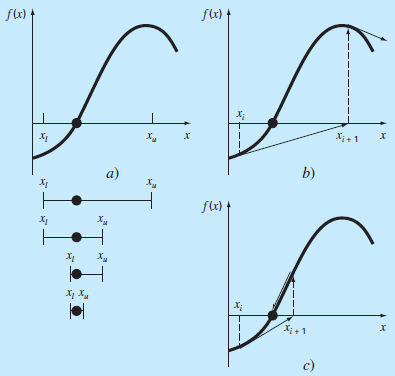 f(x)
x_l x_u x
a)
x_l x_u
x_l x_u
x_l x_u
x_l x_u
f(x)
x_i
x_{i + 1} x
b)
f(x)
x_i
x_{i + 1} x
c)